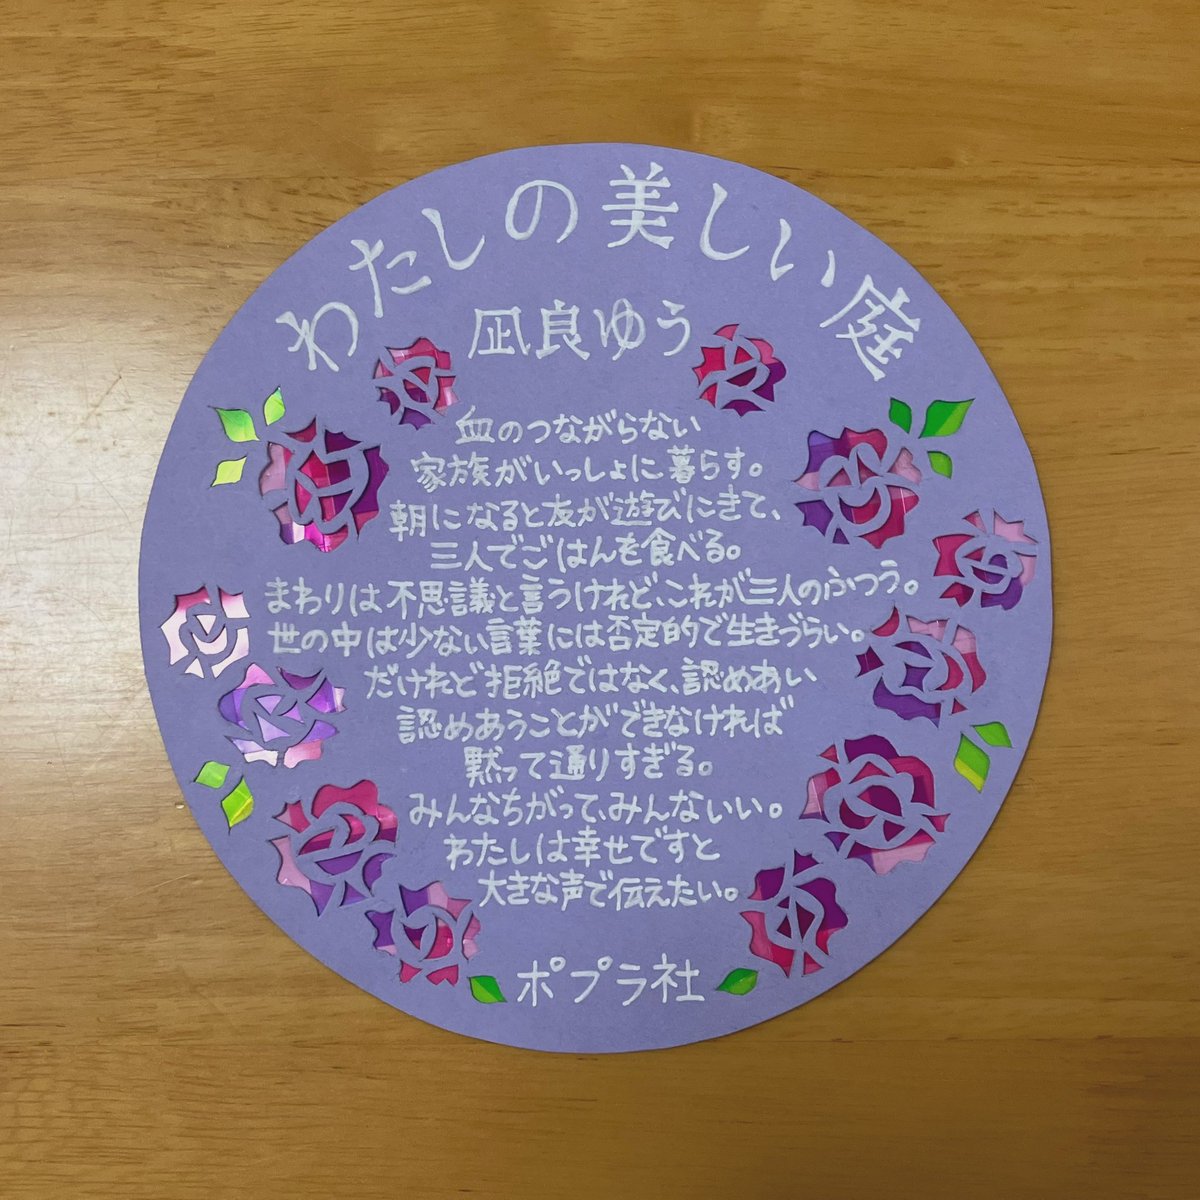 わたしの美しい庭
凪良ゆう
血のつながらない
家族がいっしょに暮らす。
朝になると友が遊びにきて、
三人でごはんを食べる。
まわりは不思議と言うけれど、これが三人のふつう。
世の中は少ない言葉には否定的で生きづらい。
だけれど拒絶ではなく、認めあい
認めあうことができなければ
黙って通りすぎる。
みんなちがって、みんないい。
わたしは幸せですと
大きな声で伝えたい。
ポプラ社